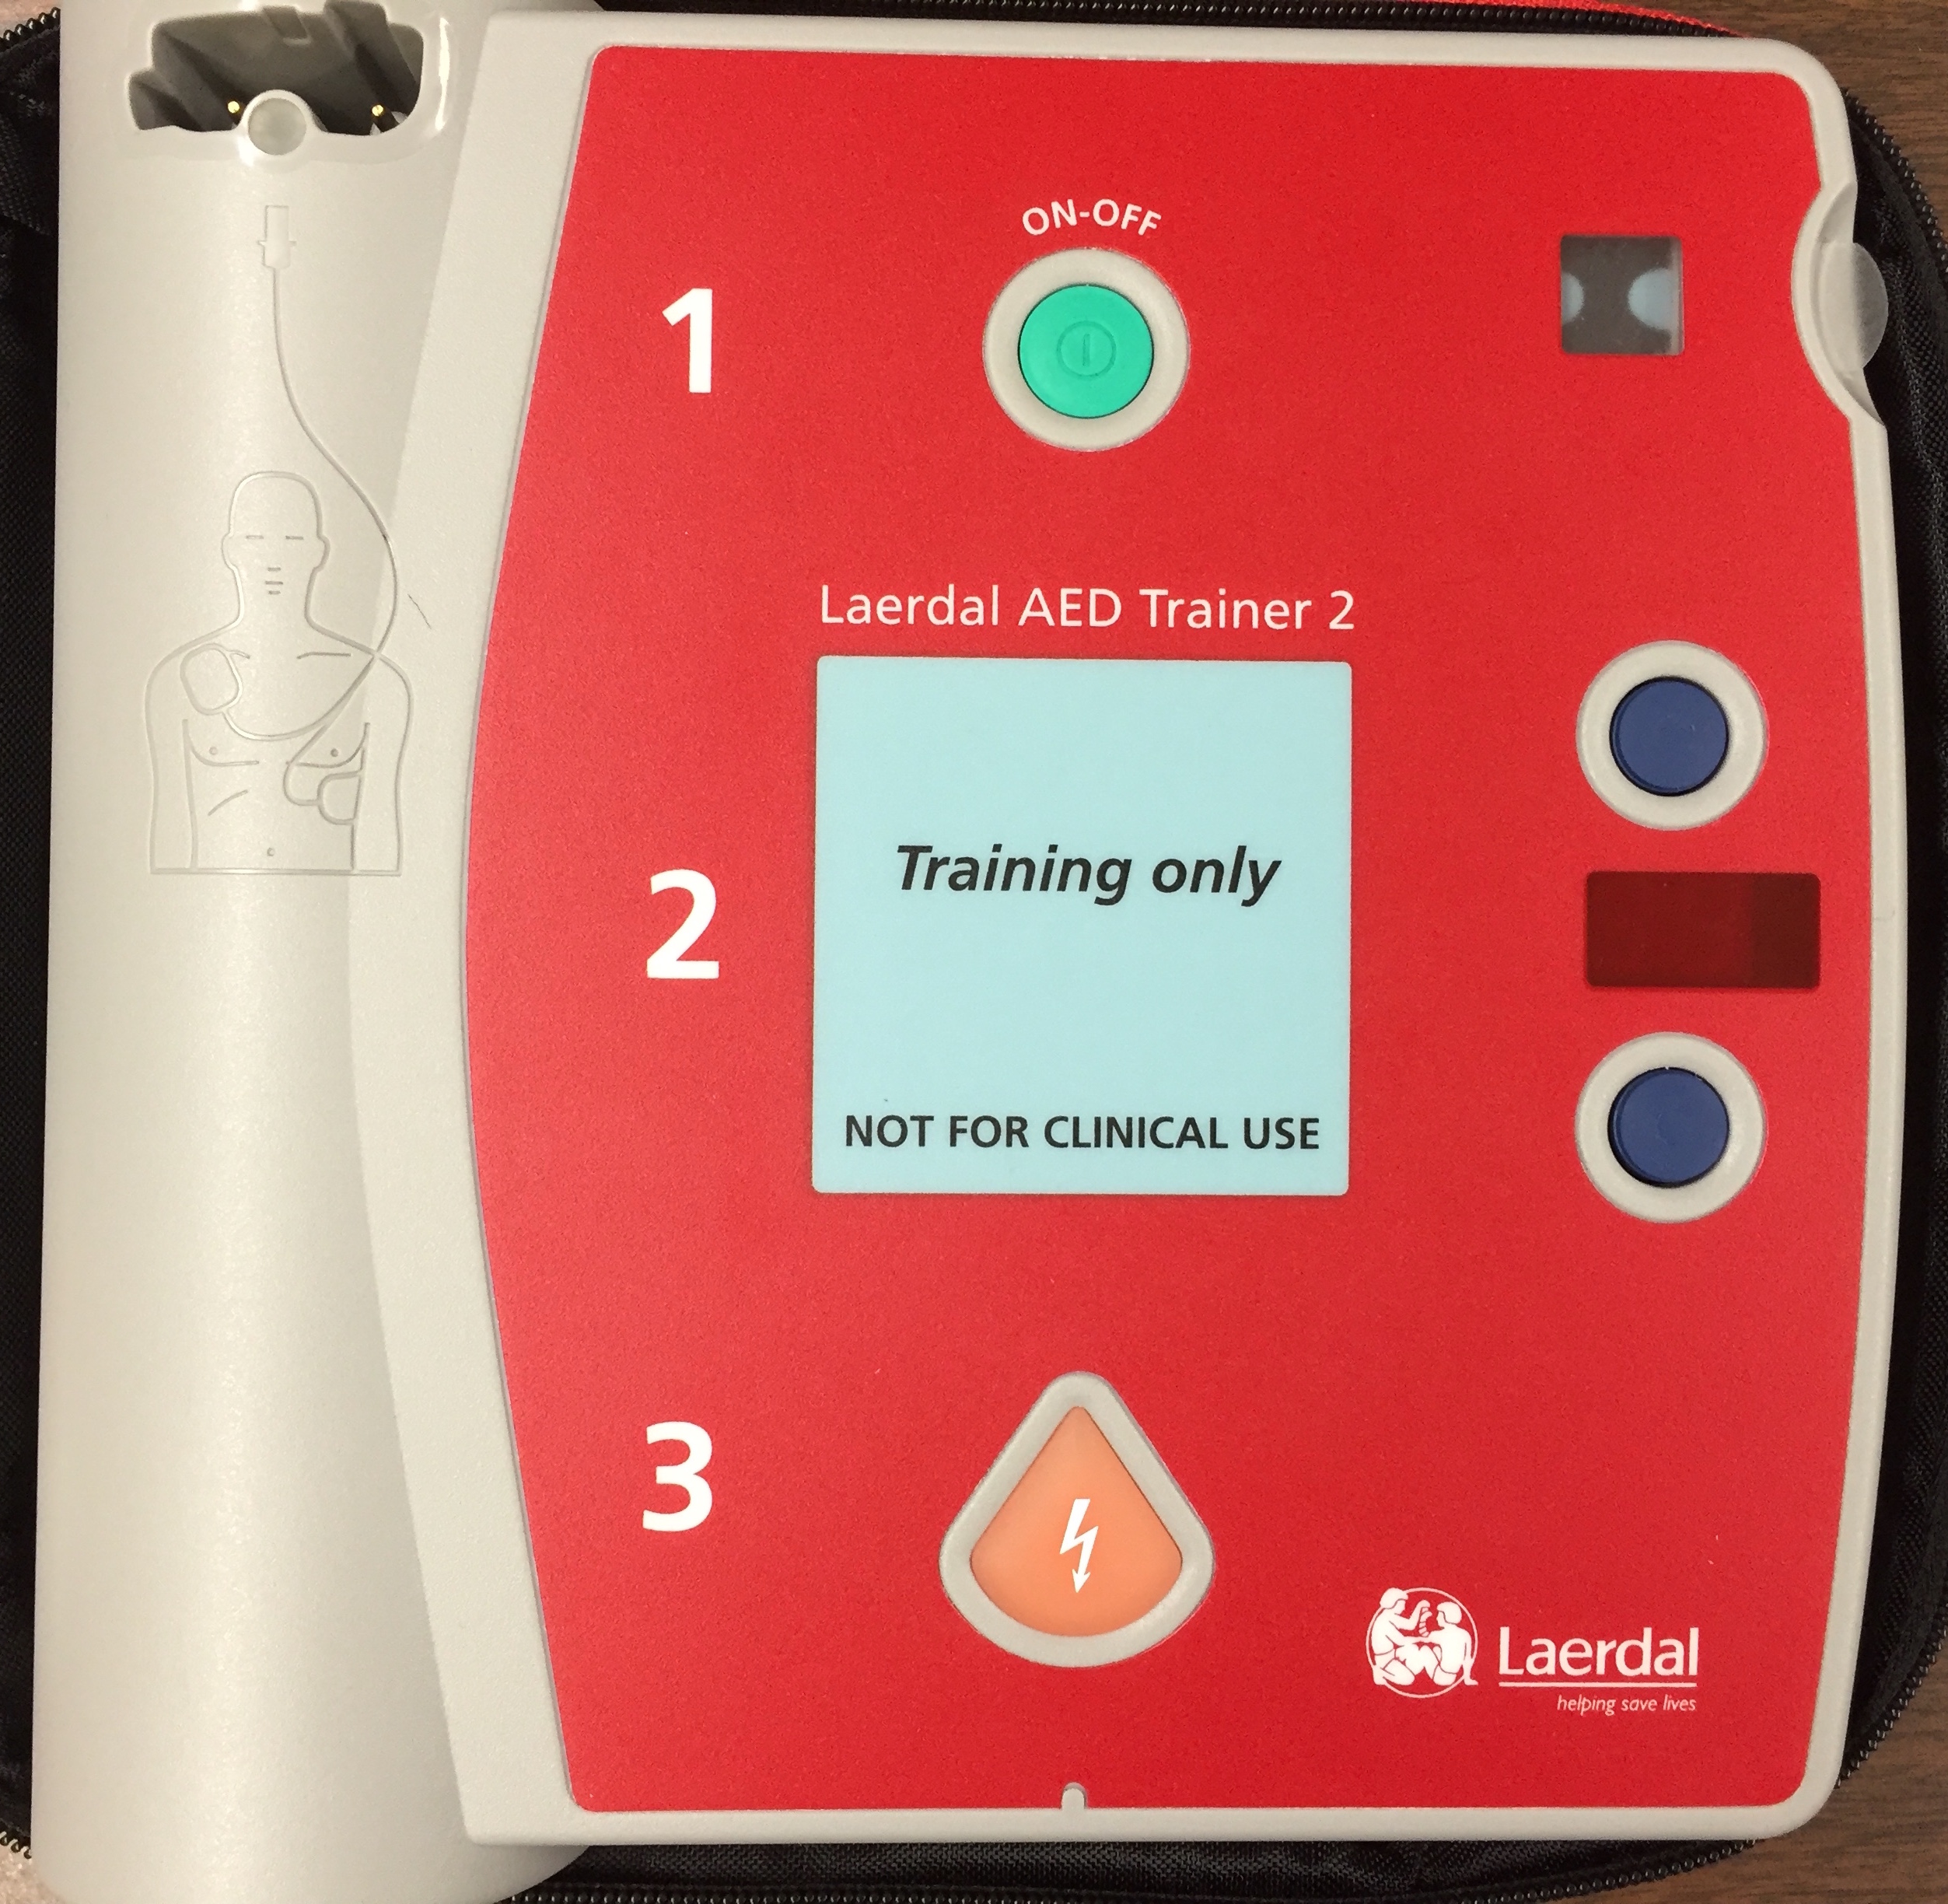 ON-OFF
1
Laerdal AED Trainer 2
Training only
2
NOT FOR CLINICAL USE
3
Laerdal
helping save lives